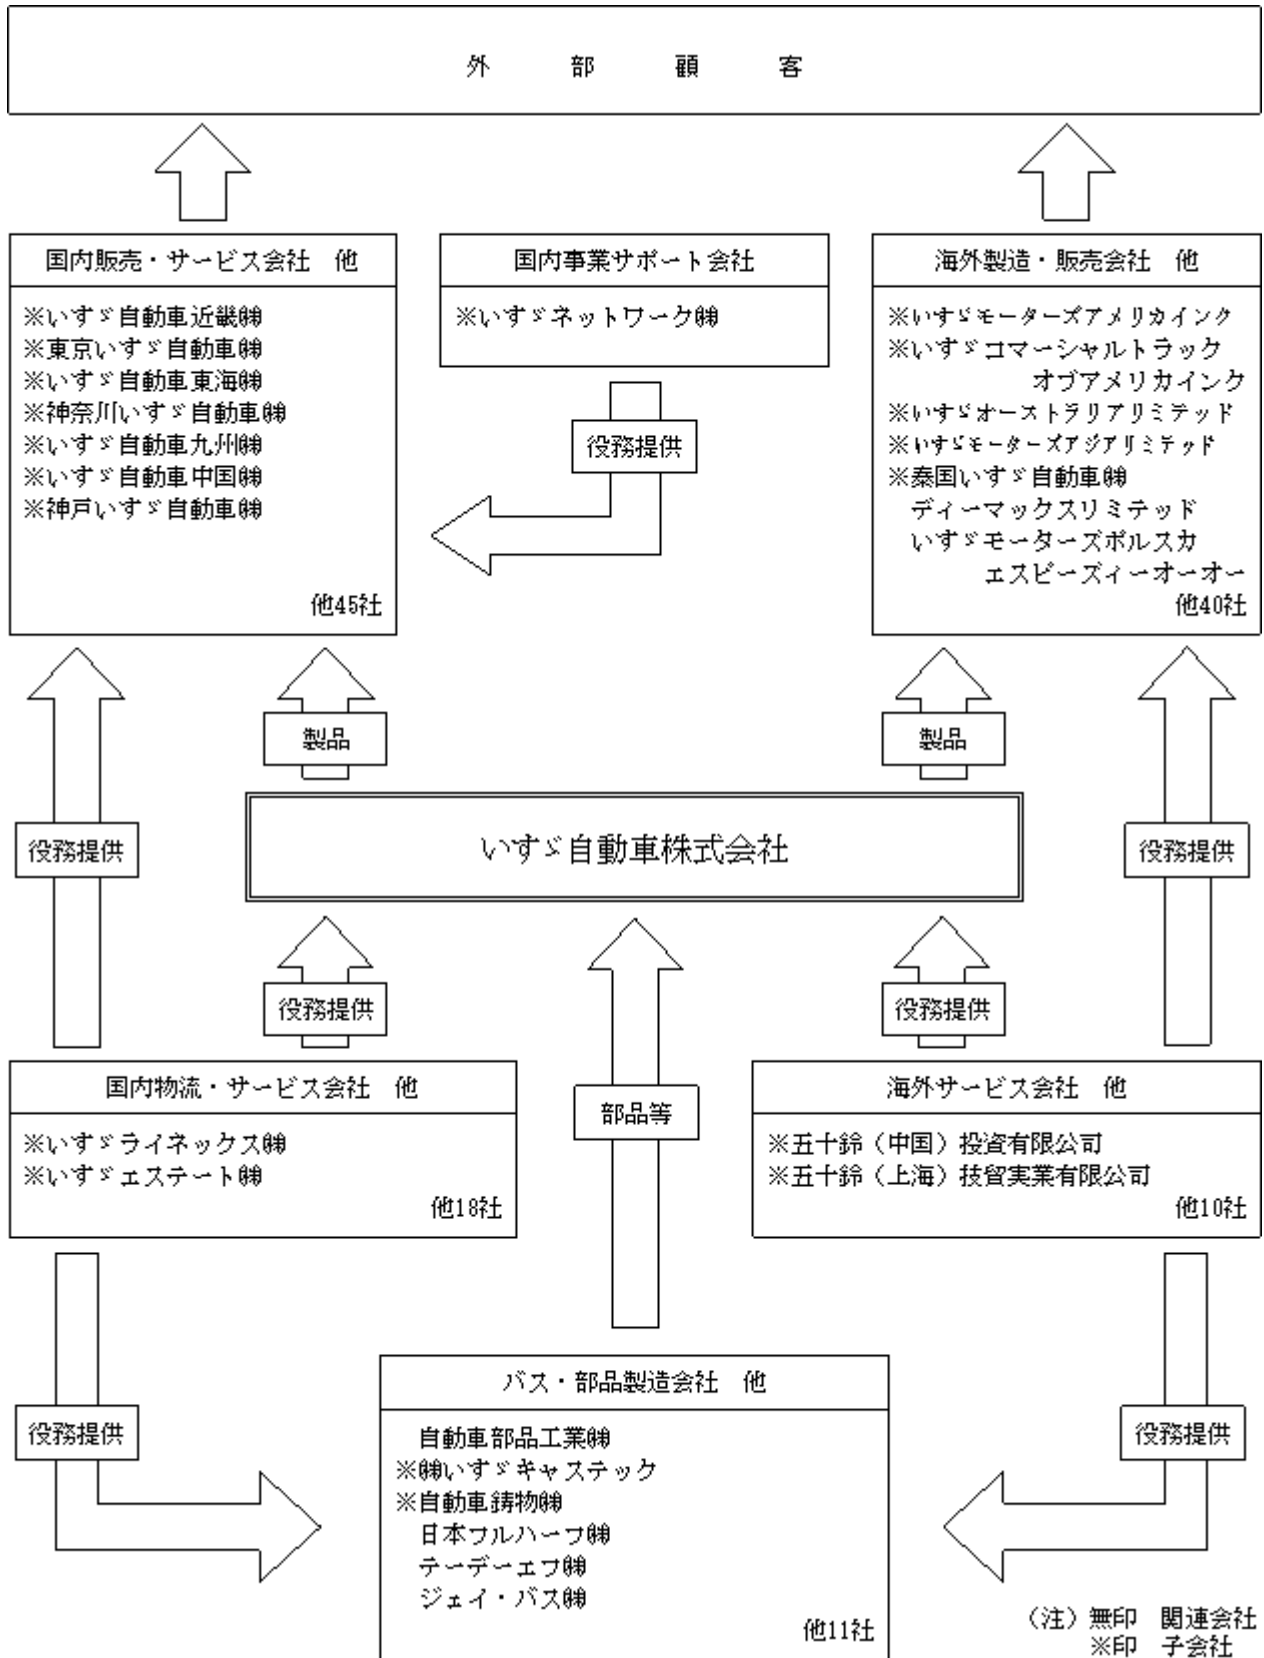 外部顧客
国内販売・サービス会社　他
※いすゞ自動車近畿㈱
※東京いすゞ自動車㈱
※いすゞ自動車東海㈱
※神奈川いすゞ自動車㈱
※いすゞ自動車九州㈱
※いすゞ自動車中国㈱
※神戸いすゞ自動車㈱
他45社
国内事業サポート会社
※いすゞネットワーク㈱
役務提供
海外製造・販売会社　他
※いすゞモーターズアメリカインク
※いすゞコマーシャルトラック
オブアメリカインク
※いすゞオーストラリアリミテッド
※いすゞモーターズアジアリミテッド
※泰国いすゞ自動車㈱
ディーマックスリミテッド
いすゞモーターズポルスカ
エスピーズィーオーオー
他40社
製品
製品
役務提供
いすゞ自動車株式会社
役務提供
役務提供
役務提供
国内物流・サービス会社　他
※いすゞライネックス㈱
※いすゞエステート㈱
他18社
部品等
海外サービス会社　他
※五十鈴（中国）投資有限公司
※五十鈴（上海）技貿実業有限公司
他10社
役務提供
バス・部品製造会社　他
自動車部品工業㈱
※㈱いすゞキャステック
※自動車鋳物㈱
日本フルハーフ㈱
テーデーエフ㈱
ジェイ・バス㈱
他11社
役務提供
（注）無印　関連会社
※印　子会社